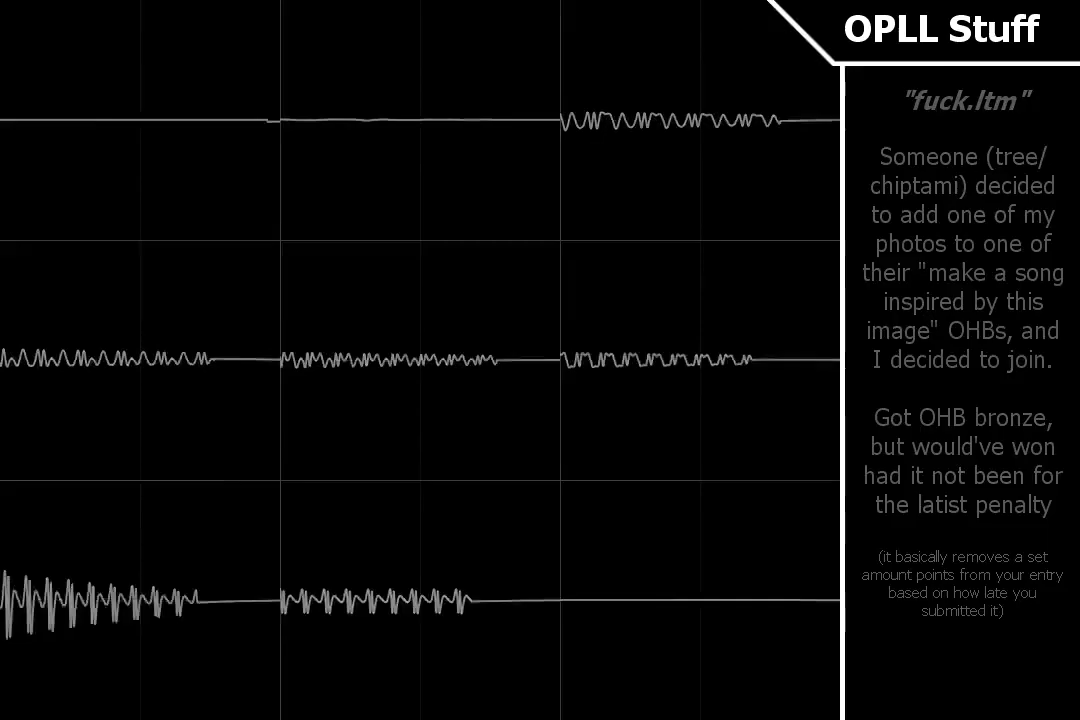 OPLL Stuff
"fuck.ltm"
Someone (tree/
chiptami) decided
to add one of my
photos to one of
their "make a song
inspired by this
image" OHBs, and
I decided to join.
Got OHB bronze,
but would've won
had it not been for
the latist penalty
(it basically removes a set
amount points from your entry
based on how late you
submitted it)